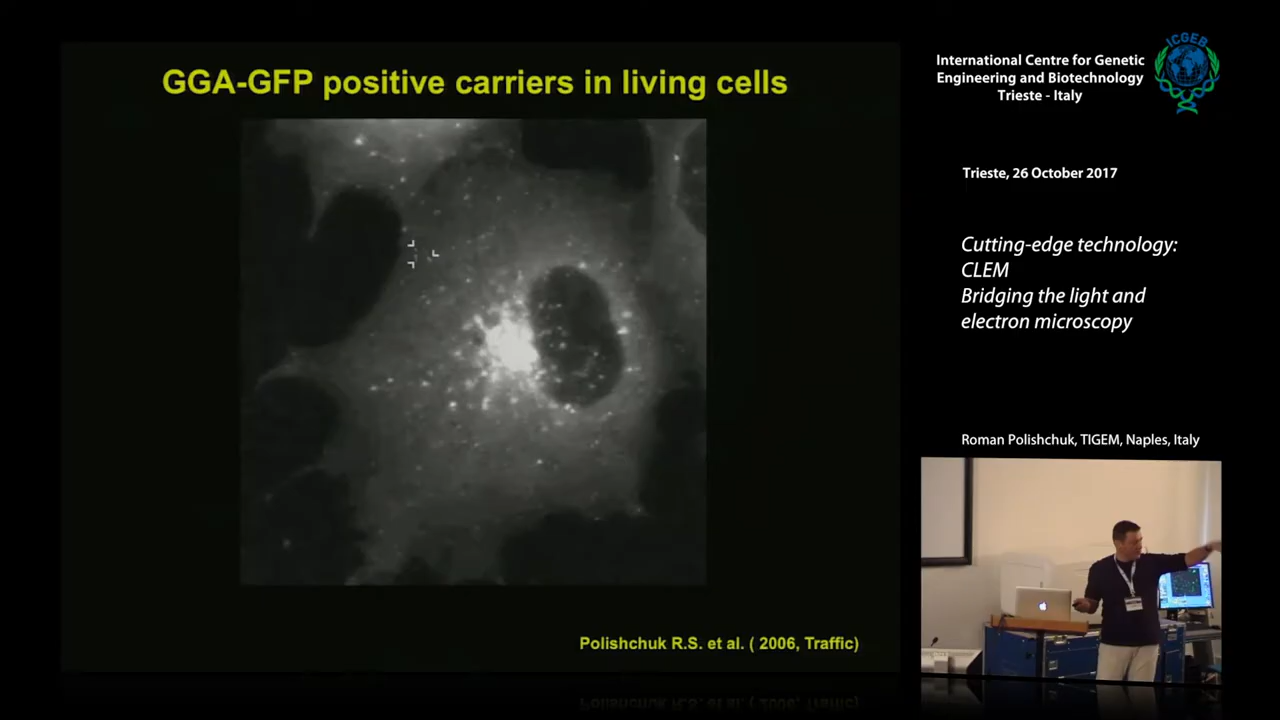 GGA-GFP positive carriers in living cells
Polishchuk R.S. et al. ( 2006, Traffic)
International Centre for Genetic
Engineering and Biotechnology
Trieste - Italy
ICGEB
Trieste, 26 October 2017
Cutting-edge technology:
CLEM
Bridging the light and
electron microscopy
Roman Polishchuk, TIGEM, Naples, Italy